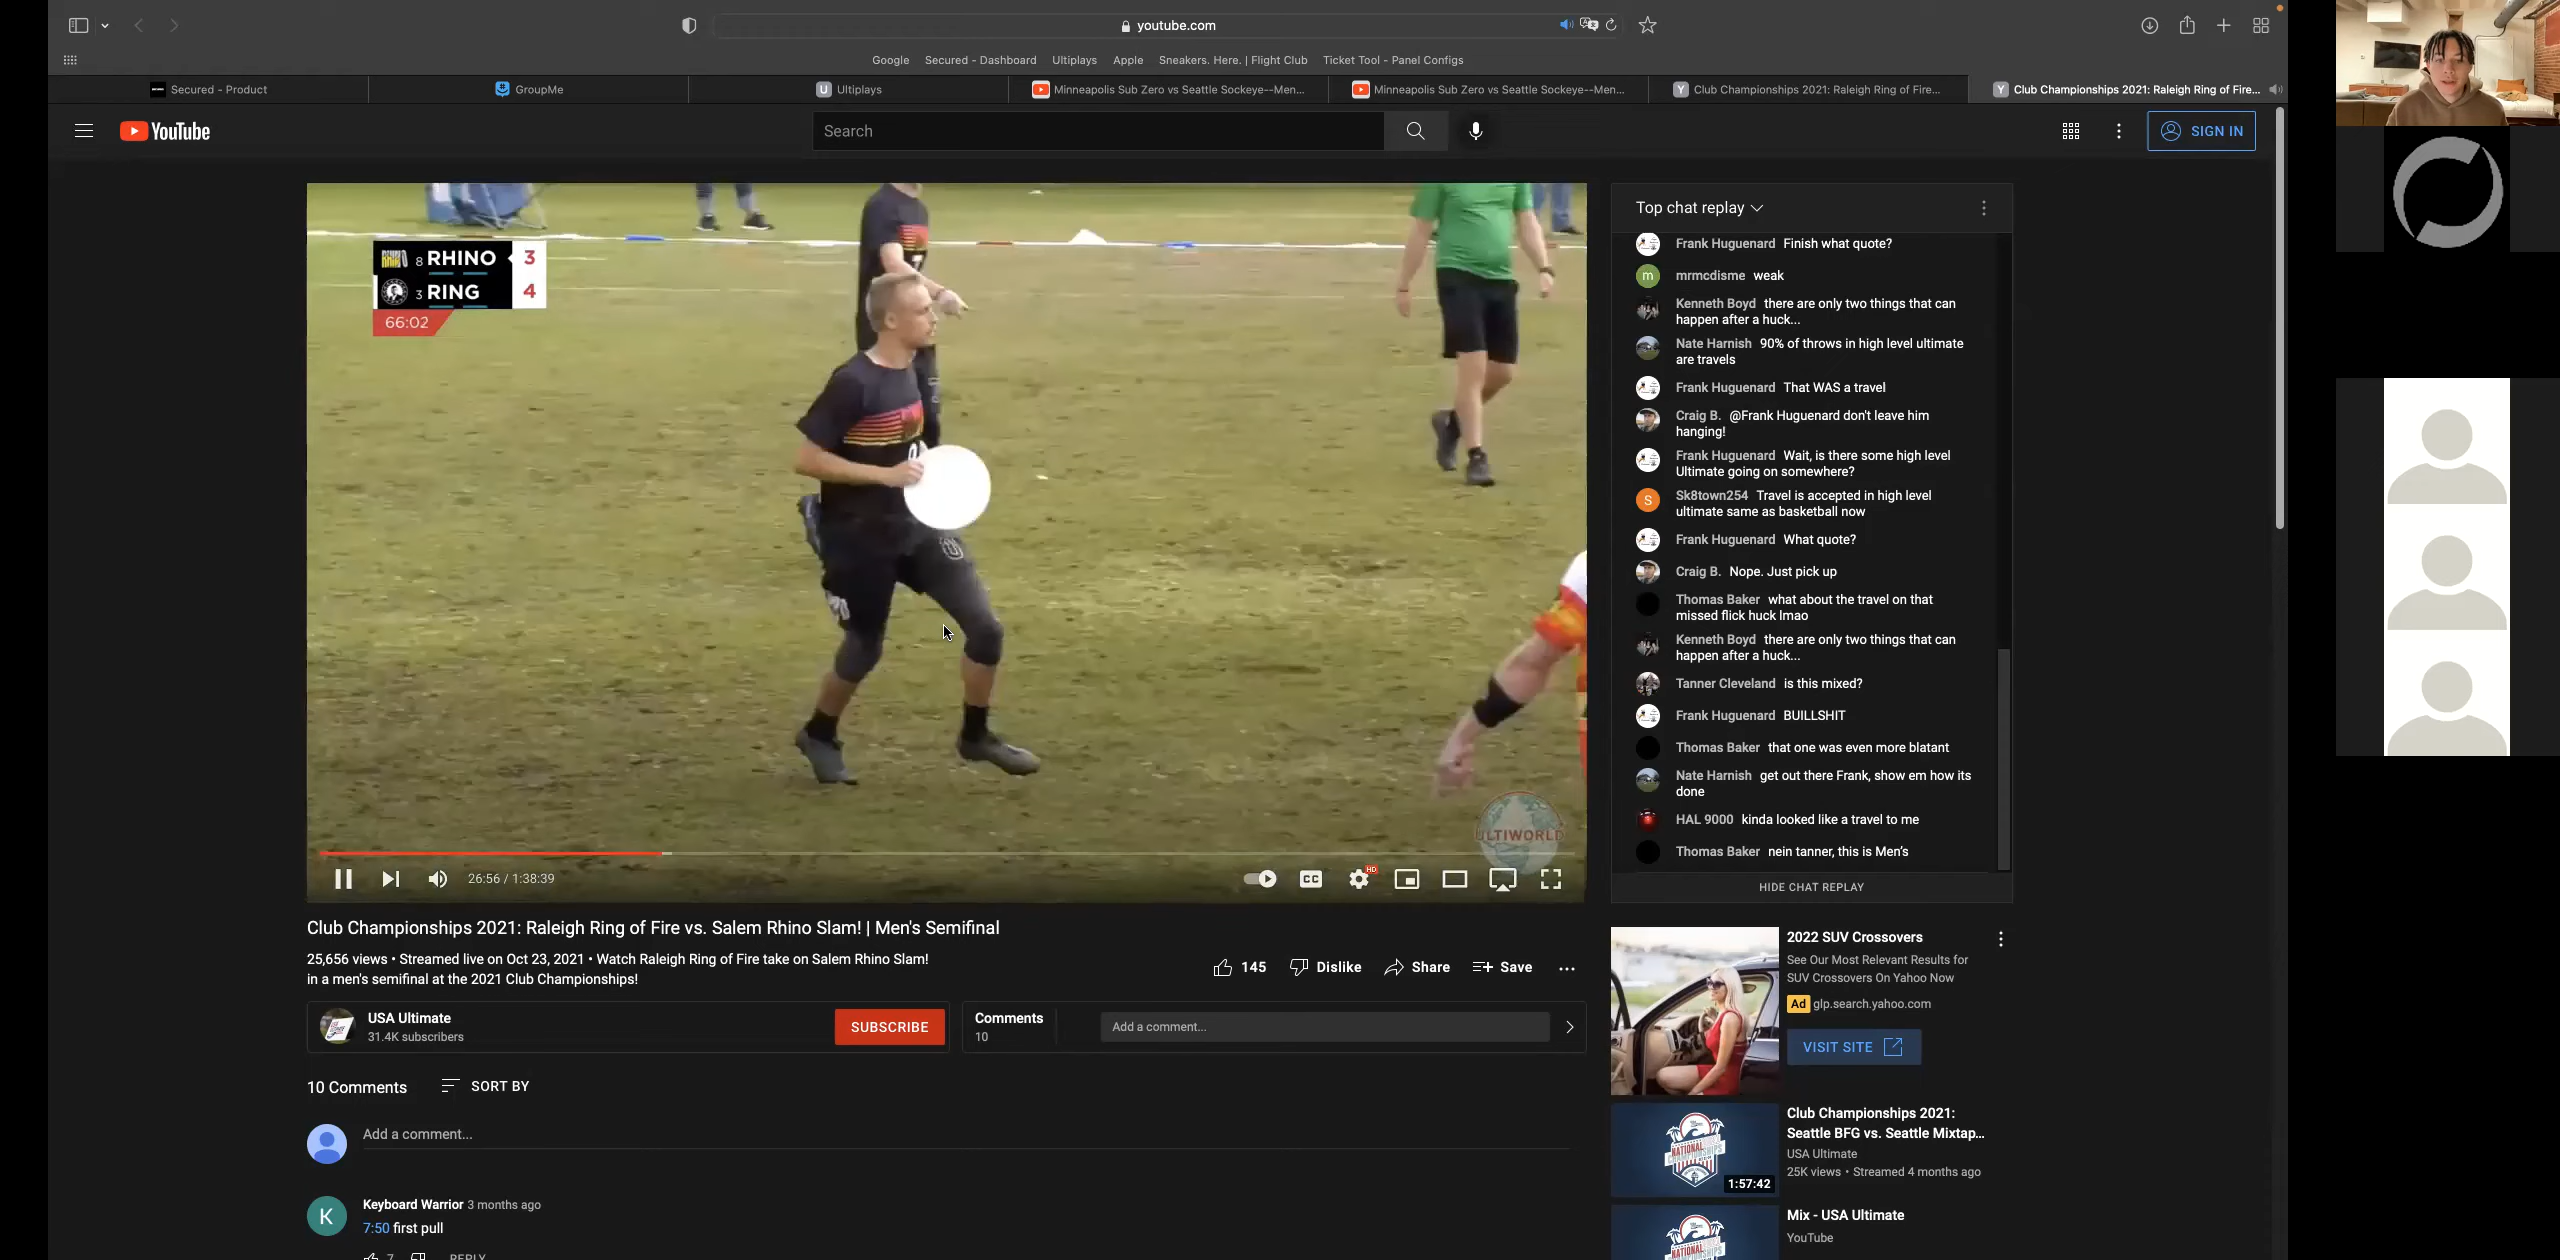 youtube.com
Google Secured - Dashboard Ultiplays Apple Sneakers. Here. | Flight Club Ticket Tool - Panel Configs
Secured - Product
GroupMe
U Ultiplays
Minneapolis Sub Zero vs Seattle Sockeye--Men...
Minneapolis Sub Zero vs Seattle Sockeye--Men...
Y Club Championships 2021: Raleigh Ring of Fire...
Y Club Championships 2021: Raleigh Ring of Fire...
YouTube
Search
SIGN IN
8 RHINO 3
3 RING 4
66:02
ULTIWORLD
26:56 / 1:38:39
CC
HD
Top chat replay
Frank Huguenard Finish what quote?
m mrmcdisme weak
Kenneth Boyd there are only two things that can
happen after a huck...
Nate Harnish 90% of throws in high level ultimate
are travels
Frank Huguenard That WAS a travel
Craig B. @Frank Huguenard don't leave him
hanging!
Frank Huguenard Wait, is there some high level
Ultimate going on somewhere?
S Sk8town254 Travel is accepted in high level
ultimate same as basketball now
Frank Huguenard What quote?
Craig B. Nope. Just pick up
Thomas Baker what about the travel on that
missed flick huck lmao
Kenneth Boyd there are only two things that can
happen after a huck...
Tanner Cleveland is this mixed?
Frank Huguenard BUILLSHIT
Thomas Baker that one was even more blatant
Nate Harnish get out there Frank, show em how its
done
HAL 9000 kinda looked like a travel to me
Thomas Baker nein tanner, this is Men's
HIDE CHAT REPLAY
Club Championships 2021: Raleigh Ring of Fire vs. Salem Rhino Slam! | Men's Semifinal
25,656 views • Streamed live on Oct 23, 2021 • Watch Raleigh Ring of Fire take on Salem Rhino Slam!
in a men's semifinal at the 2021 Club Championships!
145 Dislike Share Save ...
USA Ultimate
31.4K subscribers
SUBSCRIBE
Comments
10
Add a comment...
10 Comments SORT BY
Add a comment...
K
Keyboard Warrior 3 months ago
7:50 first pull
7 REPLY
2022 SUV Crossovers
See Our Most Relevant Results for
SUV Crossovers On Yahoo Now
Ad glp.search.yahoo.com
VISIT SITE
Club Championships 2021:
Seattle BFG vs. Seattle Mixtap...
USA Ultimate
25K views • Streamed 4 months ago
1:57:42
Mix - USA Ultimate
YouTube